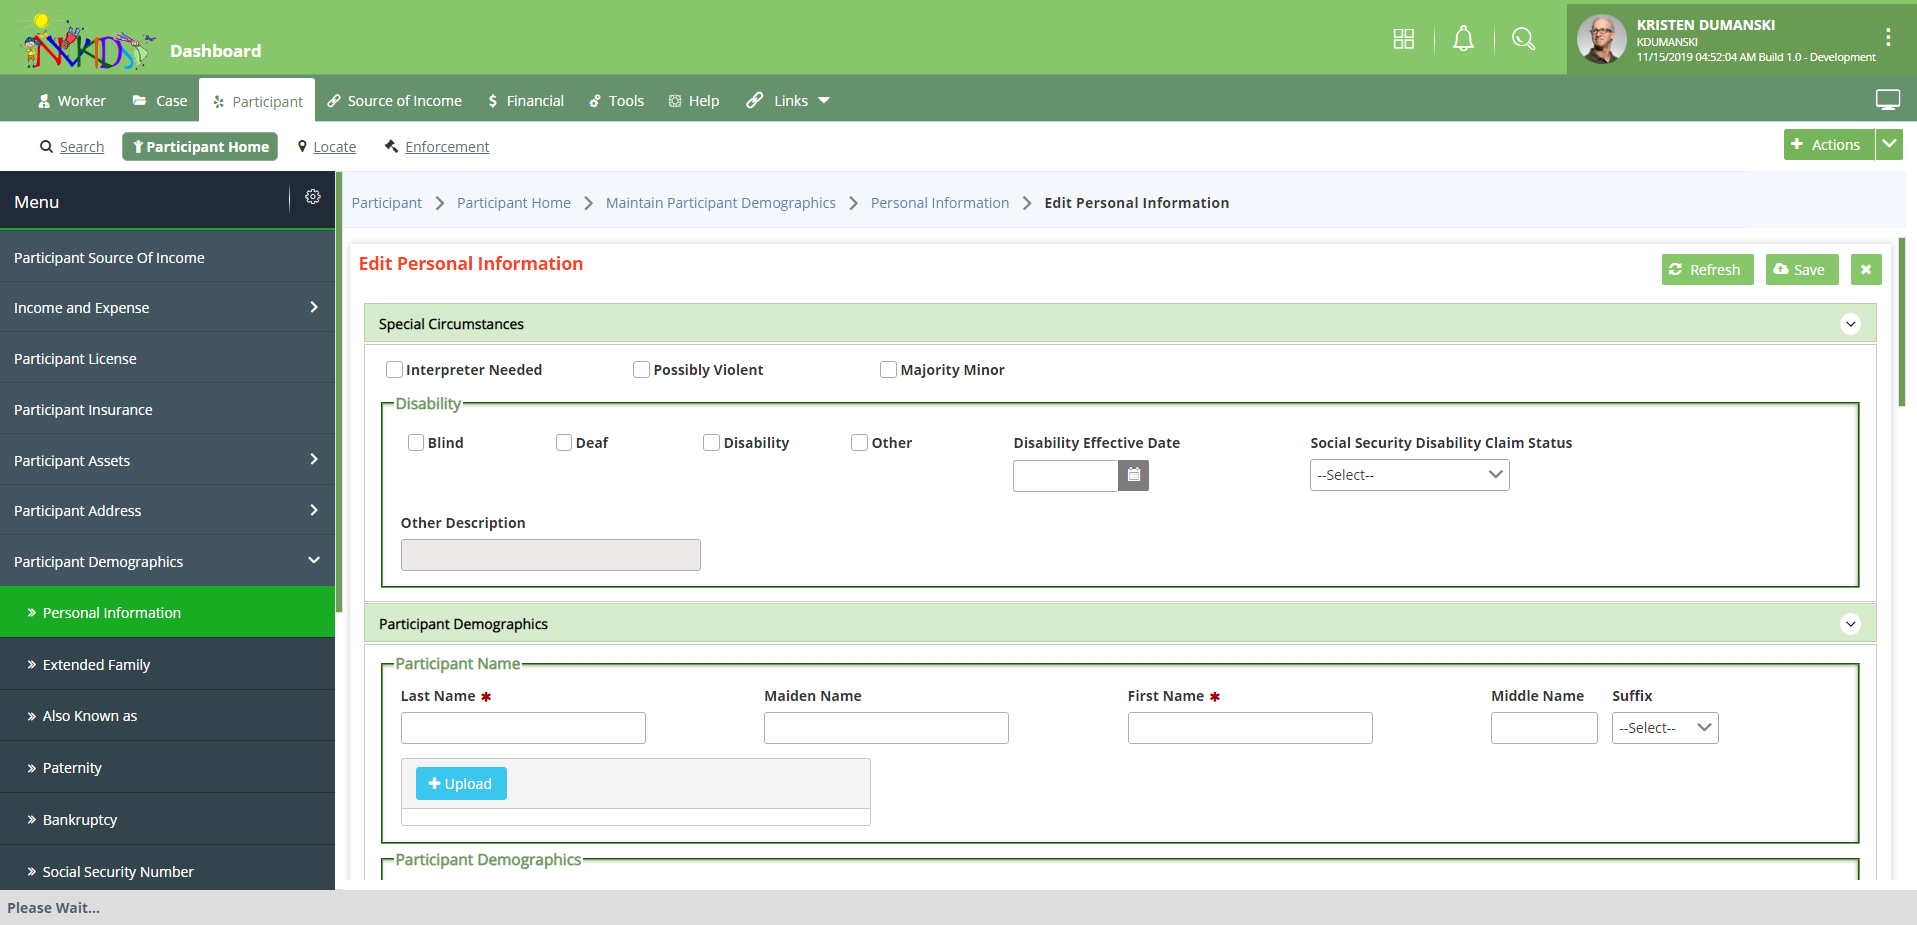 NVKIDS
Dashboard
KRISTEN DUMANSKI
KDUMANSKI
11/15/2019 04:52:04 AM Build 1.0 - Development
Worker Case Participant Source of Income Financial Tools Help Links
Search Participant Home Locate Enforcement
Actions
Menu
Participant Participant Home Maintain Participant Demographics Personal Information Edit Personal Information
Participant Source Of Income
Income and Expense
Participant License
Participant Insurance
Participant Assets
Participant Address
Participant Demographics
» Personal Information
» Extended Family
» Also Known as
» Paternity
» Bankruptcy
» Social Security Number
Edit Personal Information
Refresh Save
Special Circumstances
Interpreter Needed Possibly Violent Majority Minor
Disability
Blind Deaf Disability Other Disability Effective Date Social Security Disability Claim Status
--Select--
Other Description
Participant Demographics
Participant Name
Last Name * Maiden Name First Name * Middle Name Suffix
--Select--
+ Upload
Participant Demographics
Please Wait...